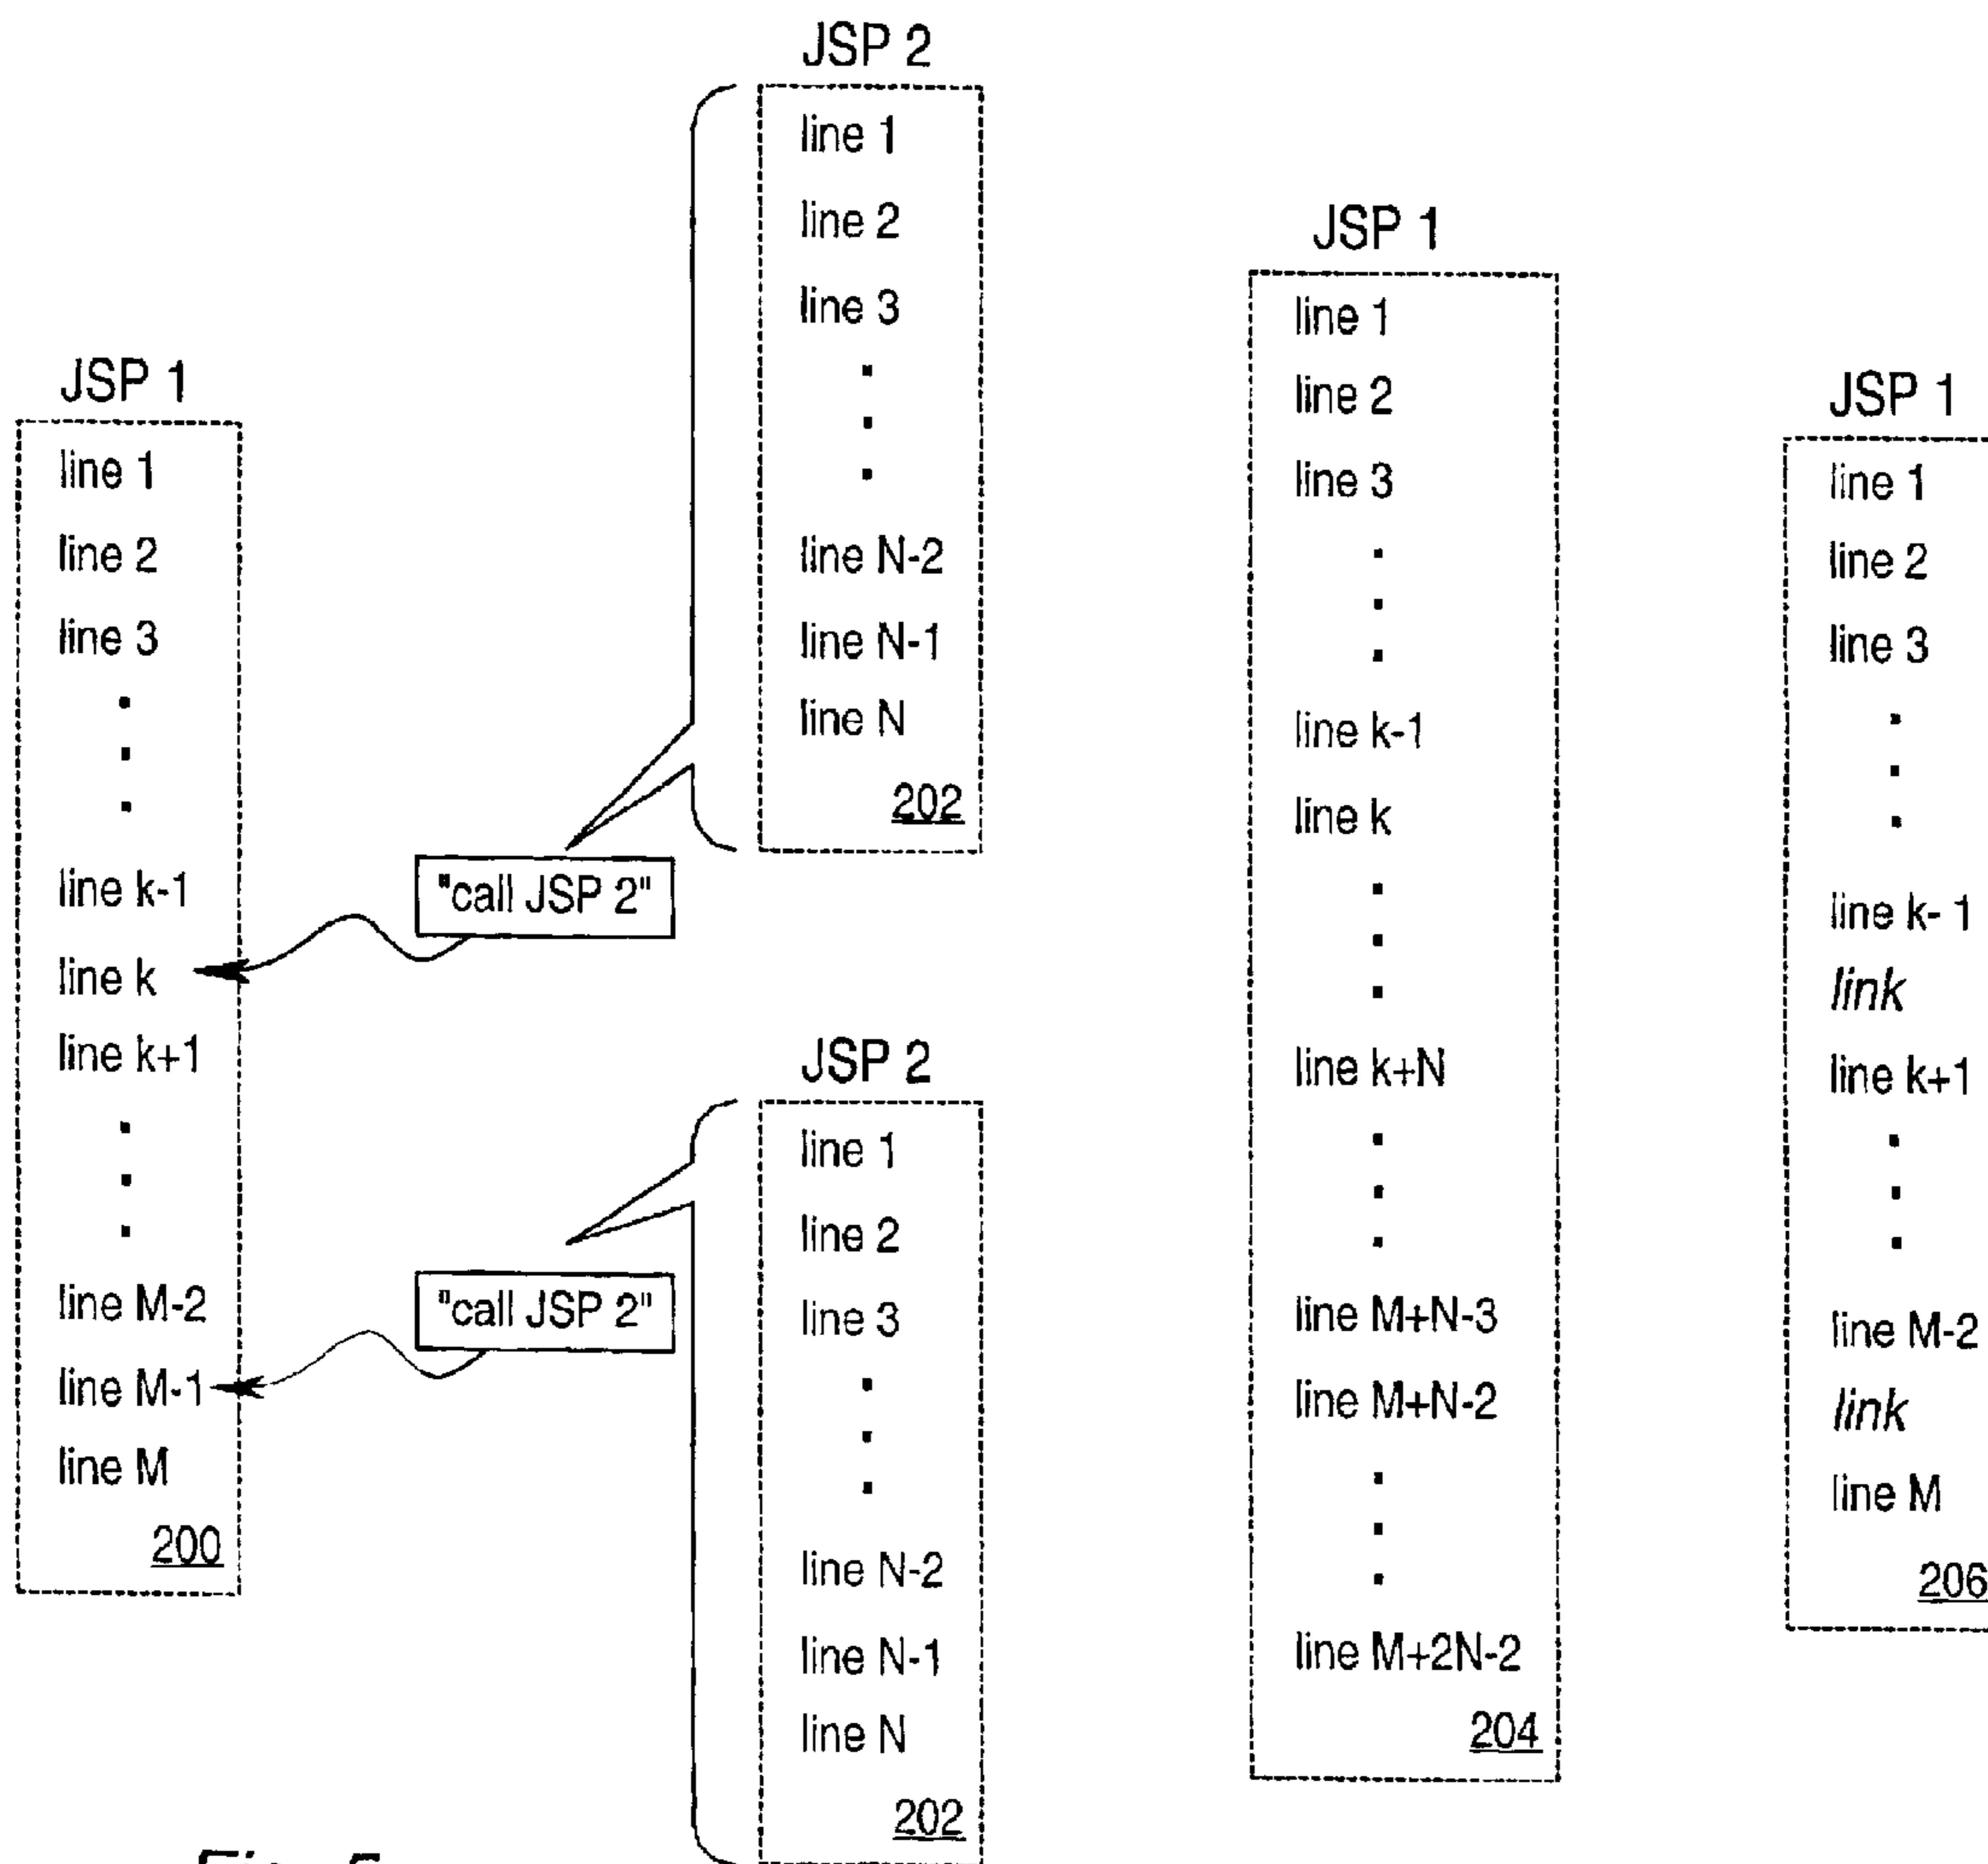 JSP 1
line 1
line 2
line 3
line k-1
line k
line k+1
line M-2
line M-1
line M
200
"call JSP 2"
"call JSP 2"
JSP 2
line 1
line 2
line 3
line N-2
line N-1
line N
202
JSP 2
line 1
line 2
line 3
line N-2
line N-1
line N
202
JSP 1
line 1
line 2
line 3
line k-1
line k
line k+N
line M+N-3
line M+N-2
line M+2N-2
204
JSP 1
line 1
line 2
line 3
line k- 1
link
line k+1
line M-2
link
line M
206